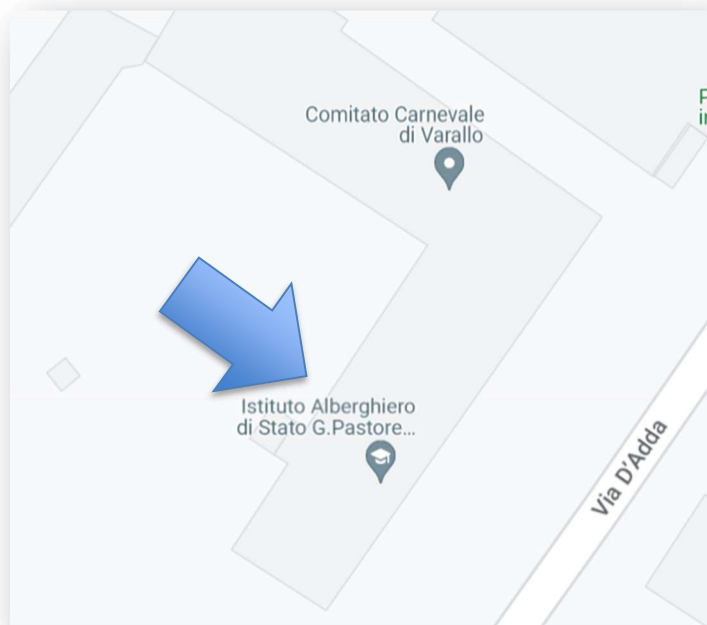 Comitato Carnevale
di Varallo
Istituto Alberghiero
di Stato G.Pastore...
Via D'Adda